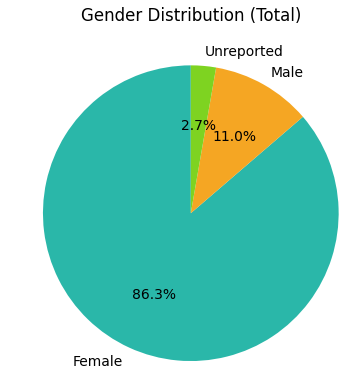 Gender Distribution (Total)
Unreported
Male
2.7%
11.0%
86.3%
Female